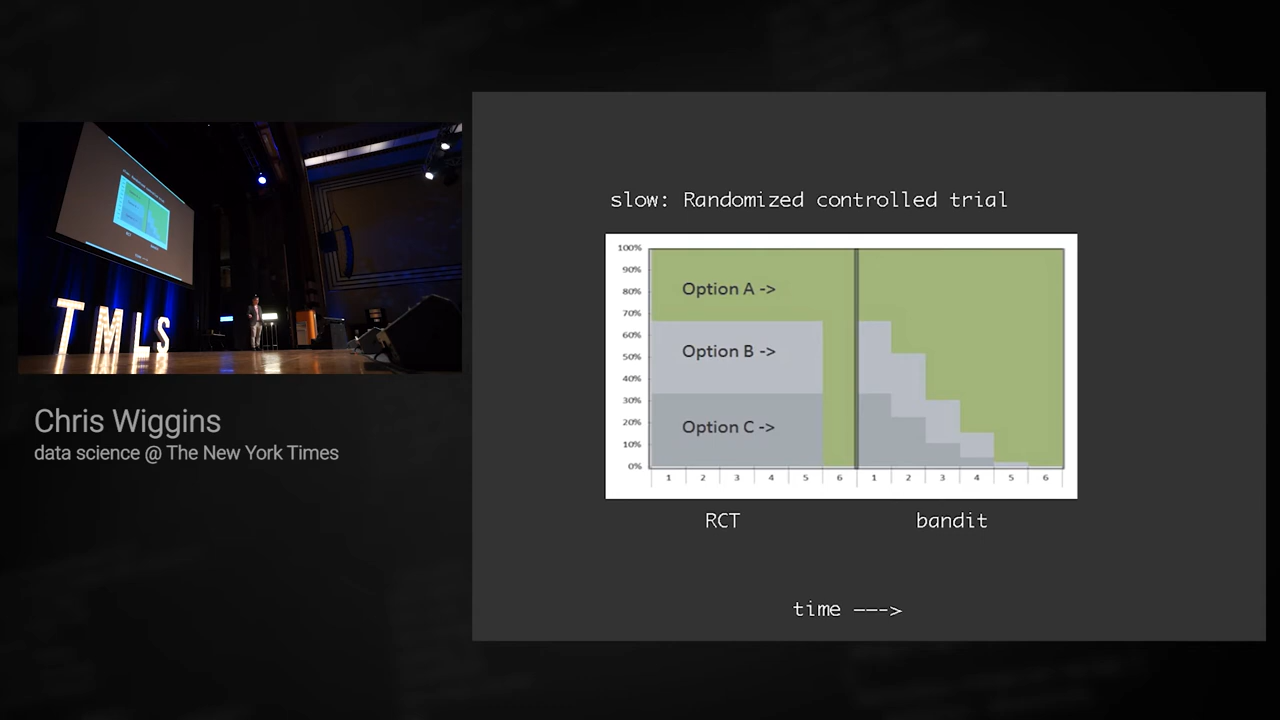 T M L S
Chris Wiggins
data science @ The New York Times
slow: Randomized controlled trial
100%
90%
80%
70%
60%
50%
40%
30%
20%
10%
0%
Option A ->
Option B ->
Option C ->
1 2 3 4 5 6 1 2 3 4 5 6
RCT bandit
time --->